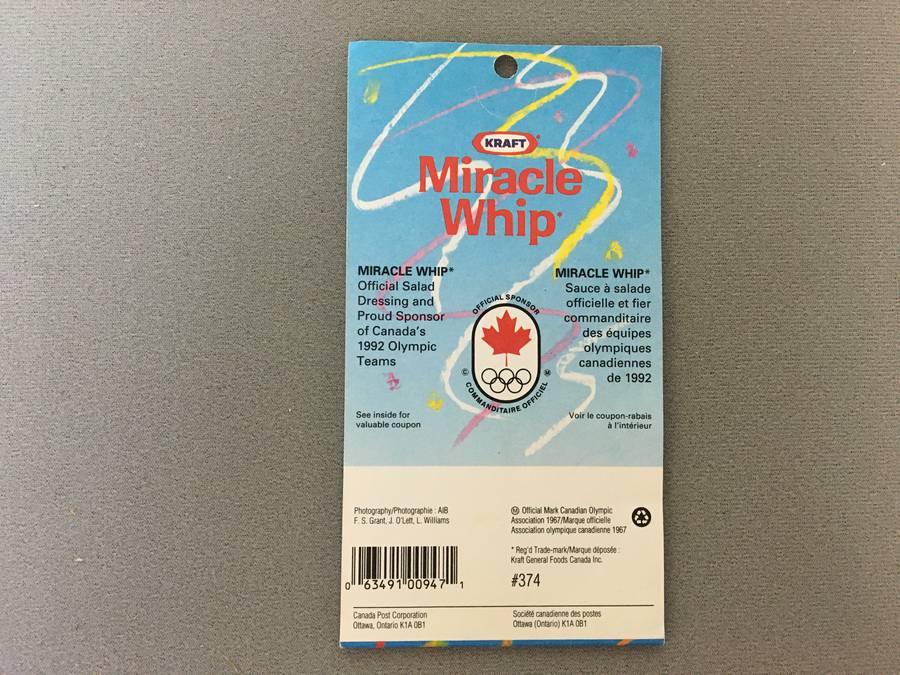 KRAFT
Miracle
Whip*
MIRACLE WHIP*
Official Salad
Dressing and
Proud Sponsor
of Canada's
1992 Olympic
Teams
MIRACLE WHIP*
Sauce à salade
officielle et fier
commanditaire
des équipes
olympiques
canadiennes
de 1992
OFFICIAL SPONSOR
© COMMANDITAIRE OFFICIEL Ⓜ
See inside for
valuable coupon
Voir le coupon-rabais
à l'intérieur
Photography/Photographie : AIB
F. S. Grant, J. O'Lett, L. Williams
Ⓜ Official Mark Canadian Olympic
Association 1967/Marque officielle
Association olympique canadienne 1967
* Reg'd Trade-mark/Marque déposée :
Kraft General Foods Canada Inc.
#374
0 63491 00947 1
Canada Post Corporation
Ottawa, Ontario K1A 0B1
Société canadienne des postes
Ottawa (Ontario) K1A 0B1